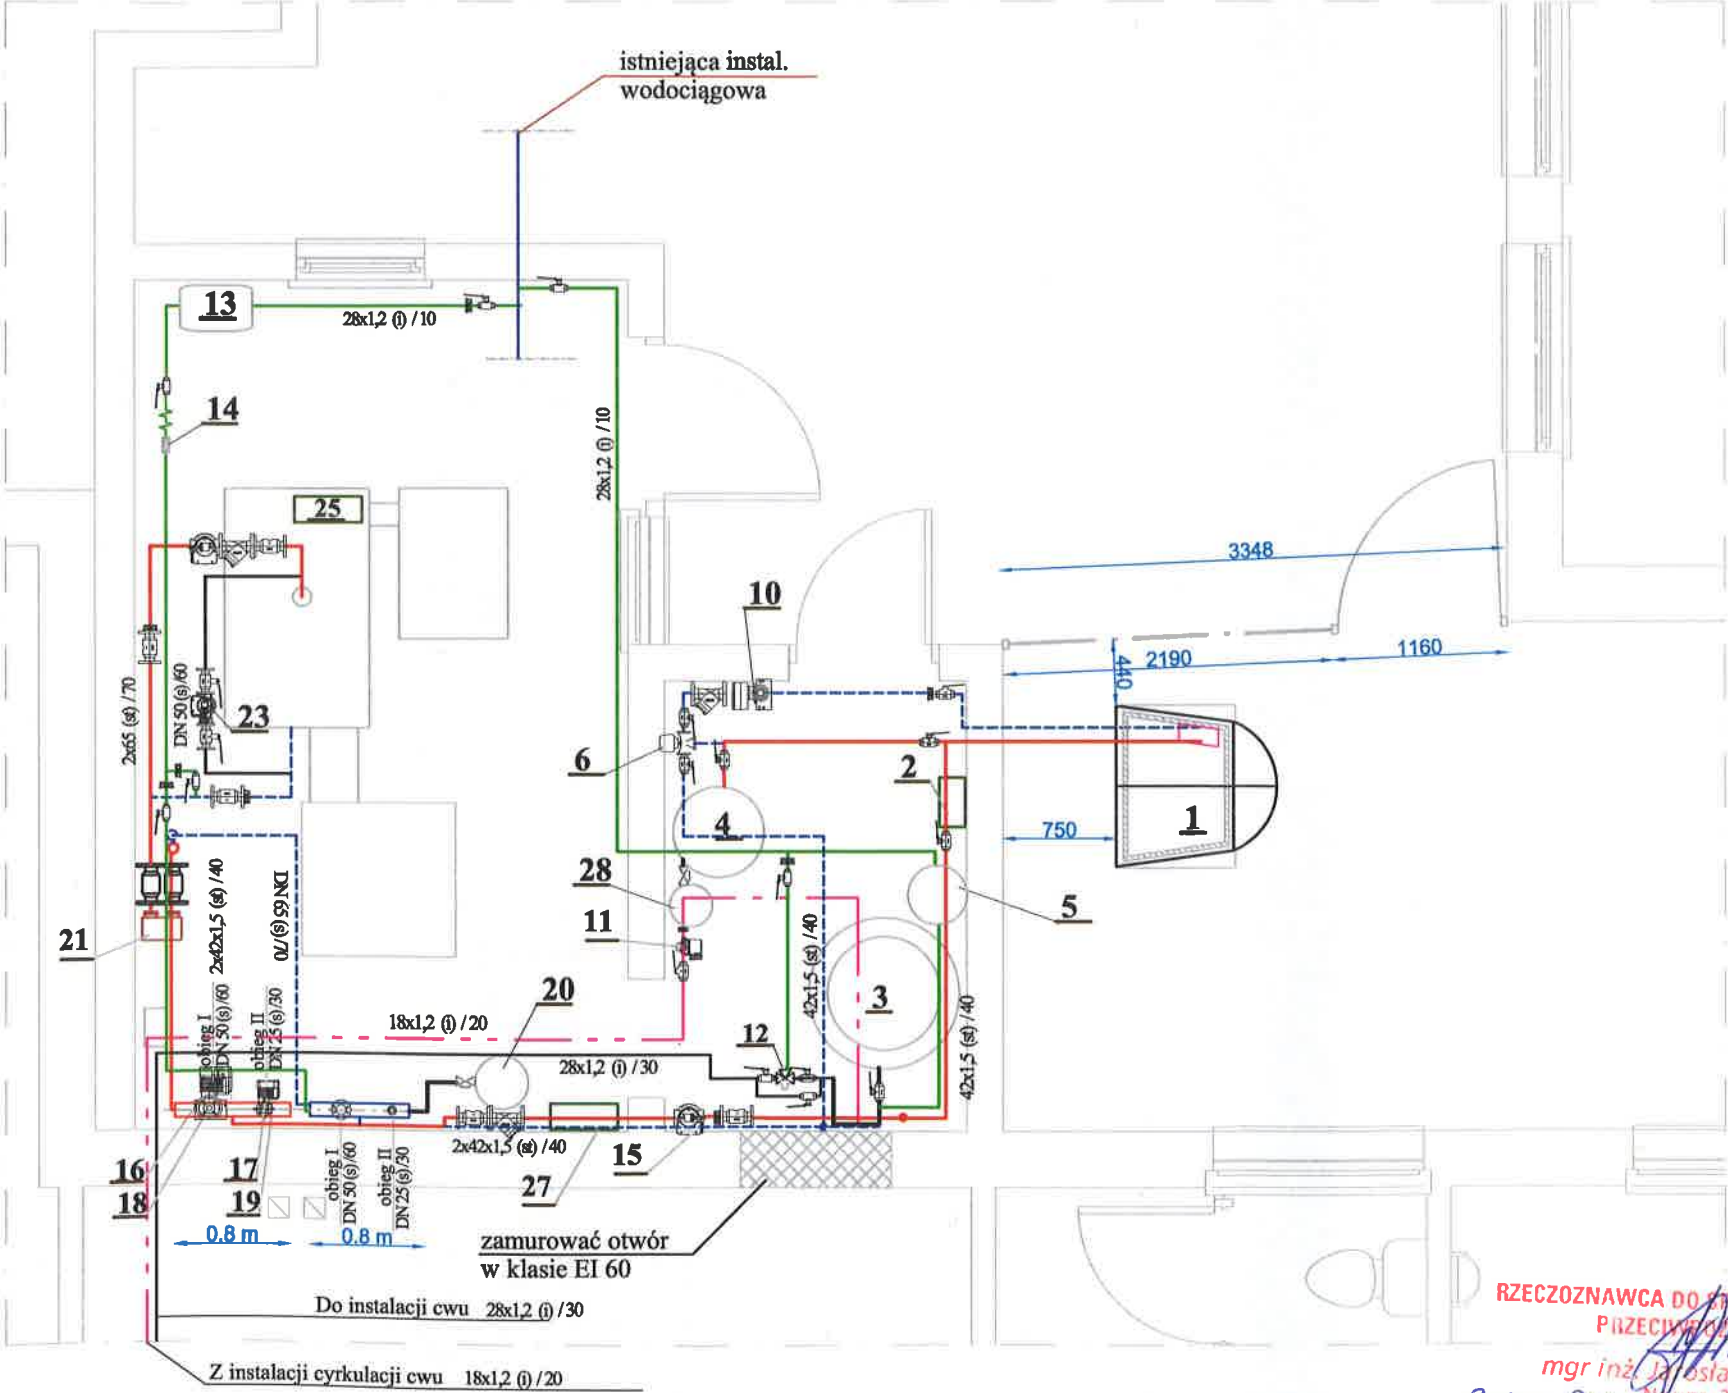 istniejąca instal.
wodociągowa
13
28x1,2 (i) /10
14
28x1,2 (i) /10
25
3348
10
2190
1160
440
2x65 (st) /70
DN 50 (s)/60
23
6
2
4
1
750
28
5
11
21
2x42x1,5 (st) /40
DN 65 (s)/70
42x1,5 (st) /40
3
20
18x1,2 (i) /20
12
42x1,5 (st) /40
obieg I
DN 50 (s)/60
obieg II
DN 25 (s)/30
28x1,2 (i) /30
2x42x1,5 (st) /40
15
16
17
18
19
27
obieg I
DN 50 (s)/60
obieg II
DN 25 (s)/30
0.8 m
0.8 m
zamurować otwór
w klasie EI 60
Do instalacji cwu 28x1,2 (i) /30
Z instalacji cyrkulacji cwu 18x1,2 (i) /20
RZECZOZNAWCA DO
mgr inż.